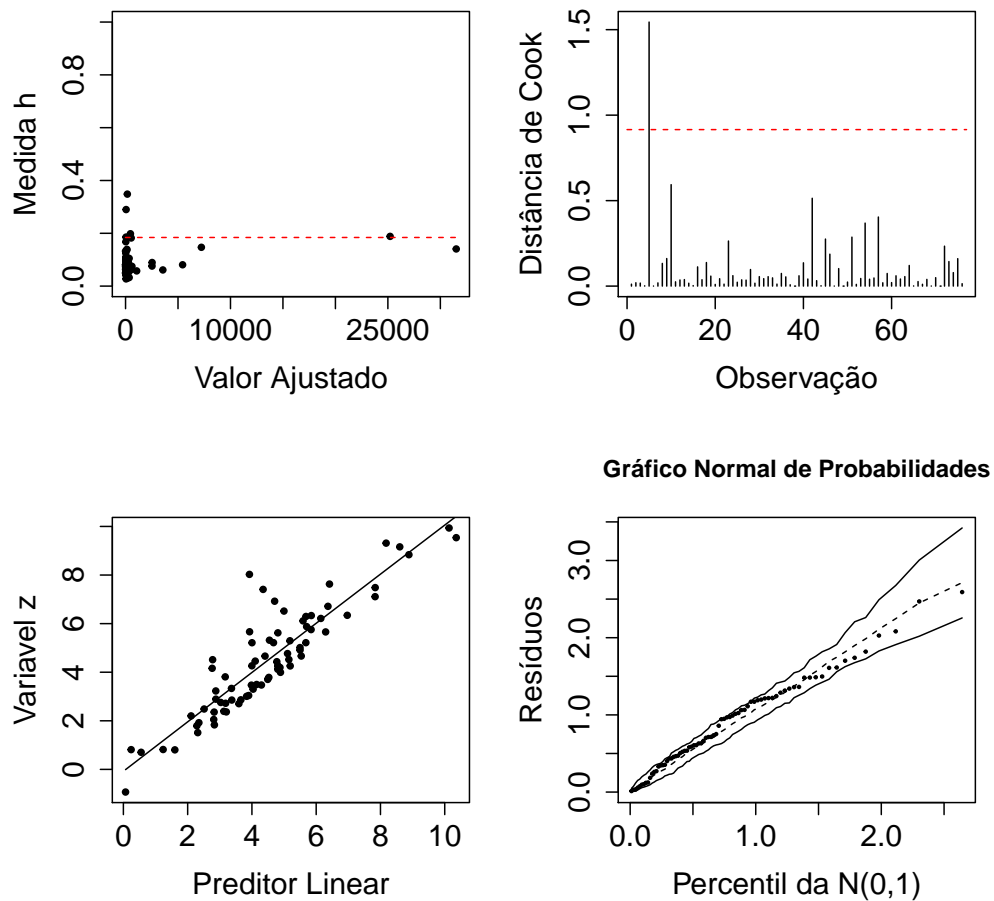 0.0 0.4 0.8
Medida h
0 10000 25000
Valor Ajustado
0.0 0.5 1.0 1.5
Distância de Cook
0 20 40 60
Observação
0 2 4 6 8
Variavel z
0 2 4 6 8 10
Preditor Linear
Gráfico Normal de Probabilidades
0.0 1.0 2.0 3.0
Resíduos
0.0 1.0 2.0
Percentil da N(0,1)